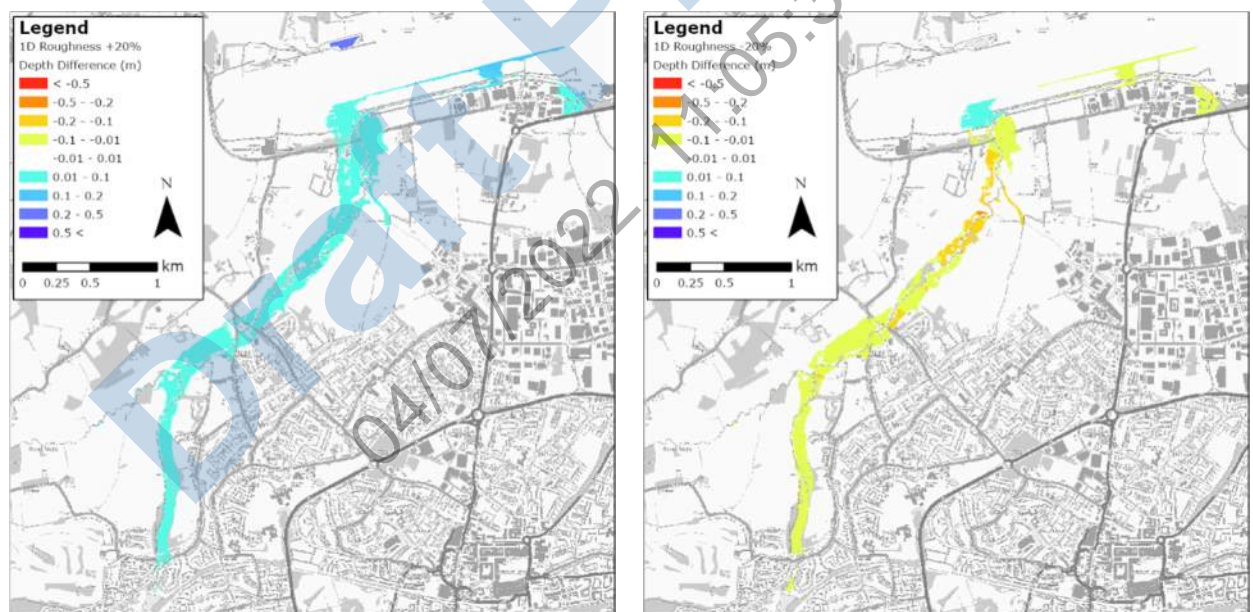 Legend
1D Roughness +20%
Depth Difference (m)
< -0.5
-0.5 - -0.2
-0.2 - -0.1
-0.1 - -0.01
-0.01 - 0.01
0.01 - 0.1
0.1 - 0.2
0.2 - 0.5
0.5 <
N
km
0 0.25 0.5 1
Legend
1D Roughness -20%
Depth Difference (m)
< -0.5
-0.5 - -0.2
-0.2 - -0.1
-0.1 - -0.01
-0.01 - 0.01
0.01 - 0.1
0.1 - 0.2
0.2 - 0.5
0.5 <
N
km
0 0.25 0.5 1
Draft
04/07/2022 11:05:3